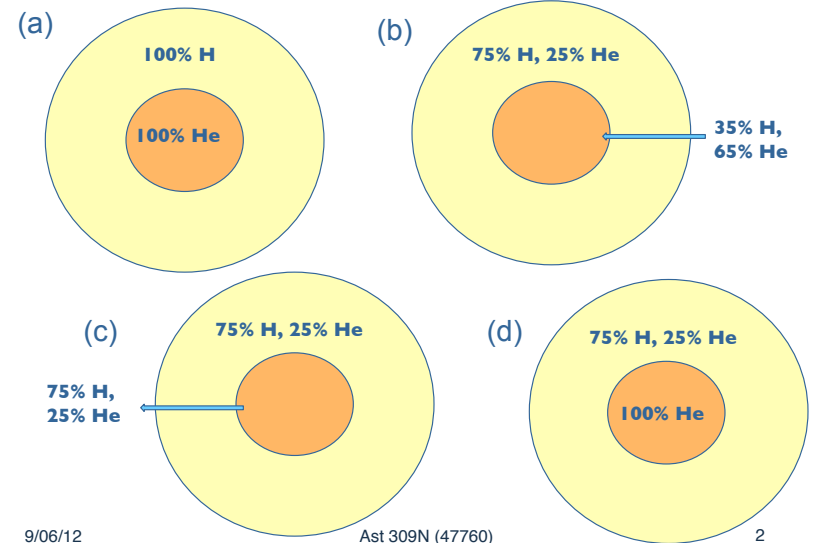 (a)
100% H
100% He
(b)
75% H, 25% He
35% H,
65% He
(c)
75% H, 25% He
75% H,
25% He
(d)
75% H, 25% He
100% He
9/06/12
Ast 309N (47760)
2